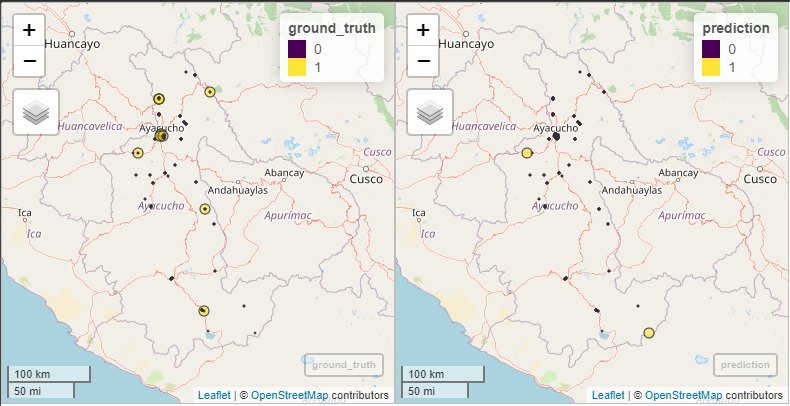 +
−
Huancayo
ground_truth
0
1
Huancavelica
Ayacucho
Cusco
Abancay
Cusco
Andahuaylas
Ayacucho
Apurímac
Ica
Ica
100 km
50 mi
ground_truth
Leaflet | © OpenStreetMap contributors
+
−
Huancayo
prediction
0
1
Huancavelica
Ayacucho
Cusco
Abancay
Cusco
Andahuaylas
Ayacucho
Apurímac
Ica
Ica
100 km
50 mi
prediction
Leaflet | © OpenStreetMap contributors